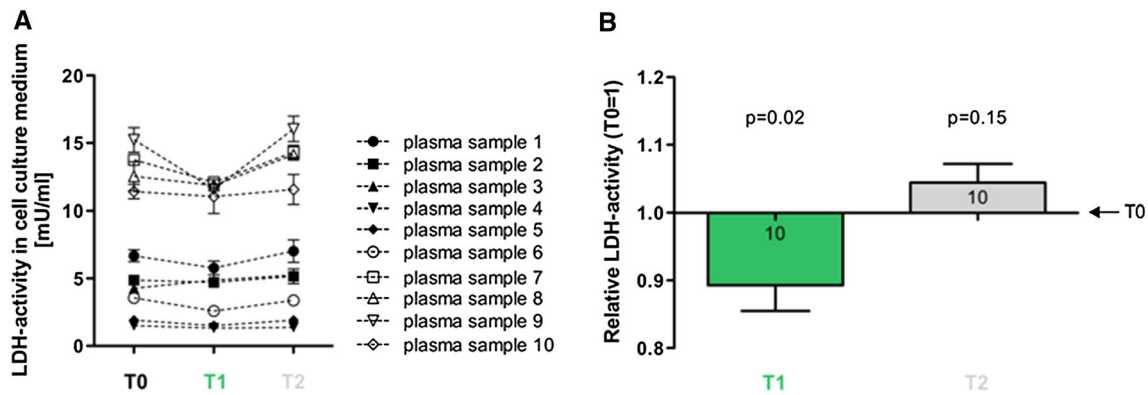 A
LDH-activity in cell culture medium
[mU/ml]
20
15
10
5
0
T0
T1
T2
plasma sample 1
plasma sample 2
plasma sample 3
plasma sample 4
plasma sample 5
plasma sample 6
plasma sample 7
plasma sample 8
plasma sample 9
plasma sample 10
B
Relative LDH-activity (T0=1)
1.2
1.1
1.0
0.9
0.8
p=0.02
p=0.15
10
10
T0
T1
T2